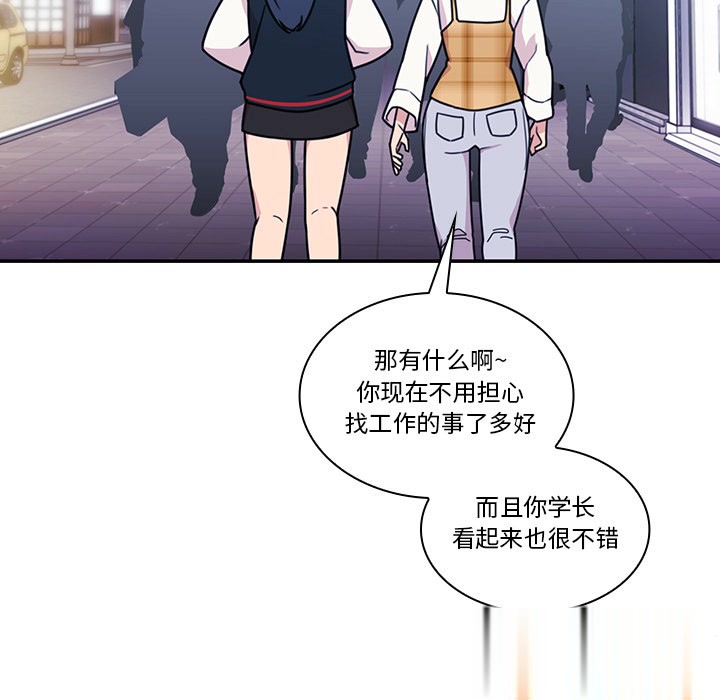 那有什么啊~
你现在不用担心
找工作的事了多好
而且你学长
看起来也很不错